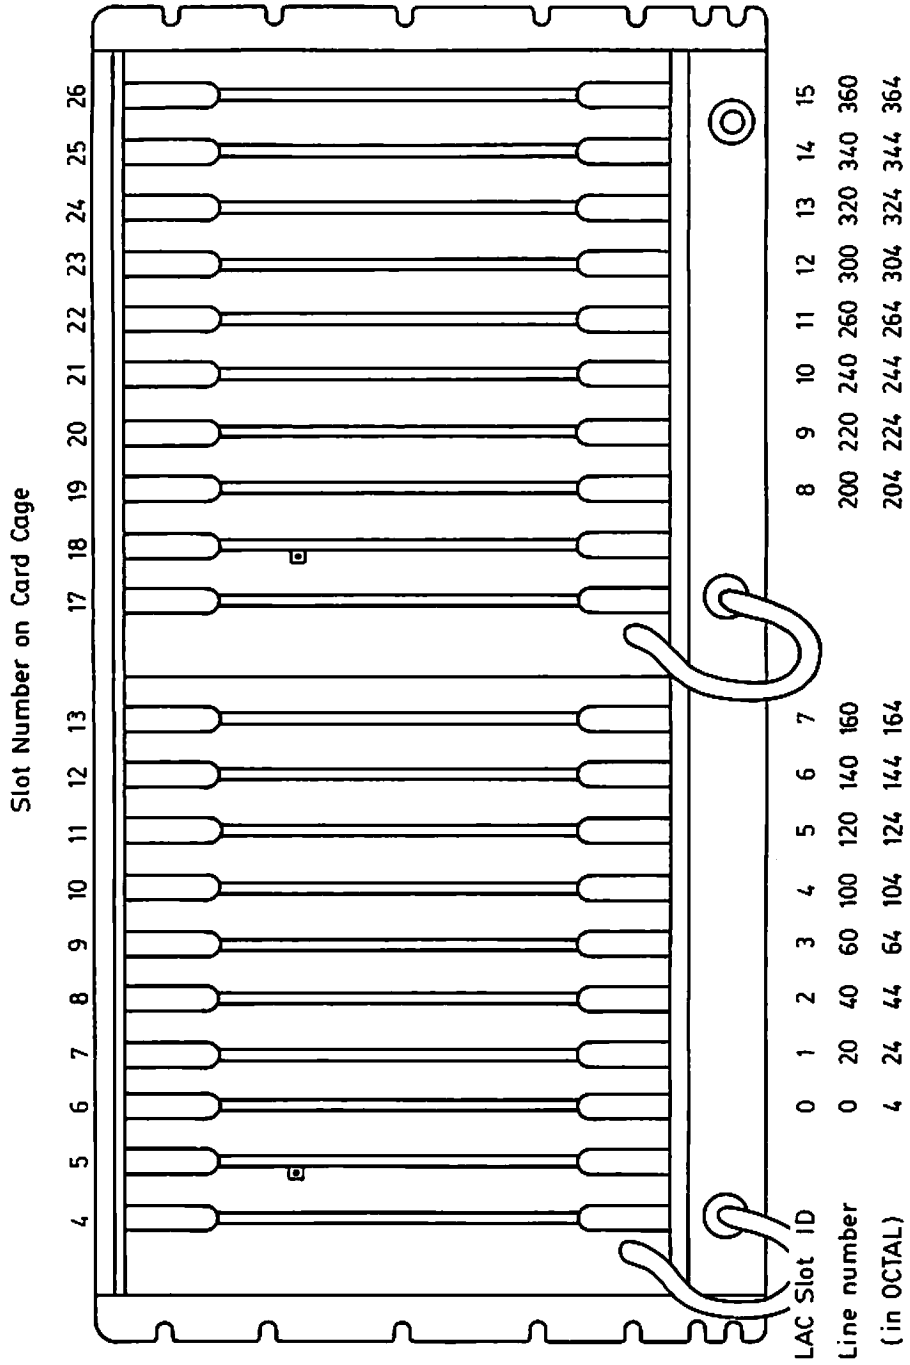 Slot Number on Card Cage
4 5 6 7 8 9 10 11 12 13 17 18 19 20 21 22 23 24 25 26
LAC Slot ID 0 1 2 3 4 5 6 7 8 9 10 11 12 13 14 15
Line number 0 20 40 60 100 120 140 160 200 220 240 260 300 320 340 360
(in OCTAL) 4 24 44 64 104 124 144 164 204 224 244 264 304 324 344 364